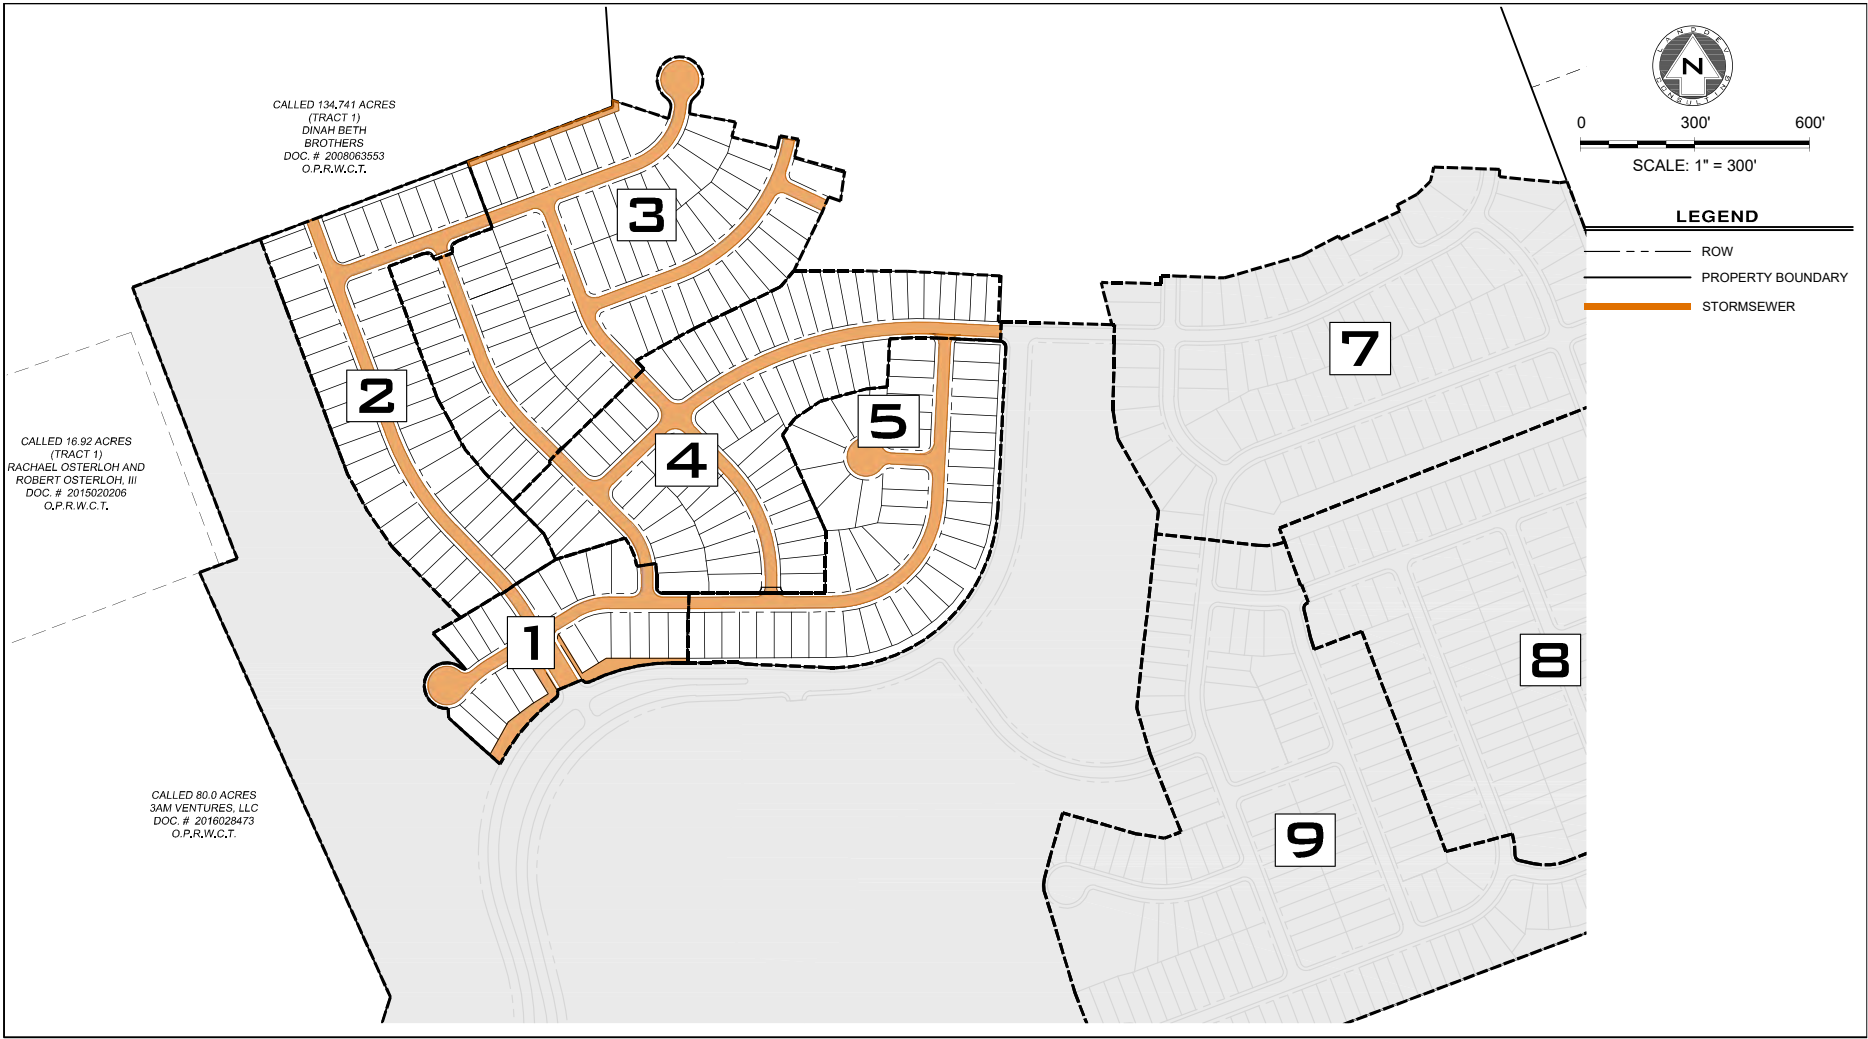 CALLED 134.741 ACRES
(TRACT 1)
DINAH BETH
BROTHERS
DOC. # 2008063553
O.P.R.W.C.T.
LANDDEV
CONSULTING
N
0 300' 600'
SCALE: 1" = 300'
LEGEND
ROW
PROPERTY BOUNDARY
STORMSEWER
3
7
2
5
4
CALLED 16.92 ACRES
(TRACT 1)
RACHAEL OSTERLOH AND
ROBERT OSTERLOH, III
DOC. # 2015020206
O.P.R.W.C.T.
1
8
CALLED 80.0 ACRES
3AM VENTURES, LLC
DOC. # 2016028473
O.P.R.W.C.T.
9